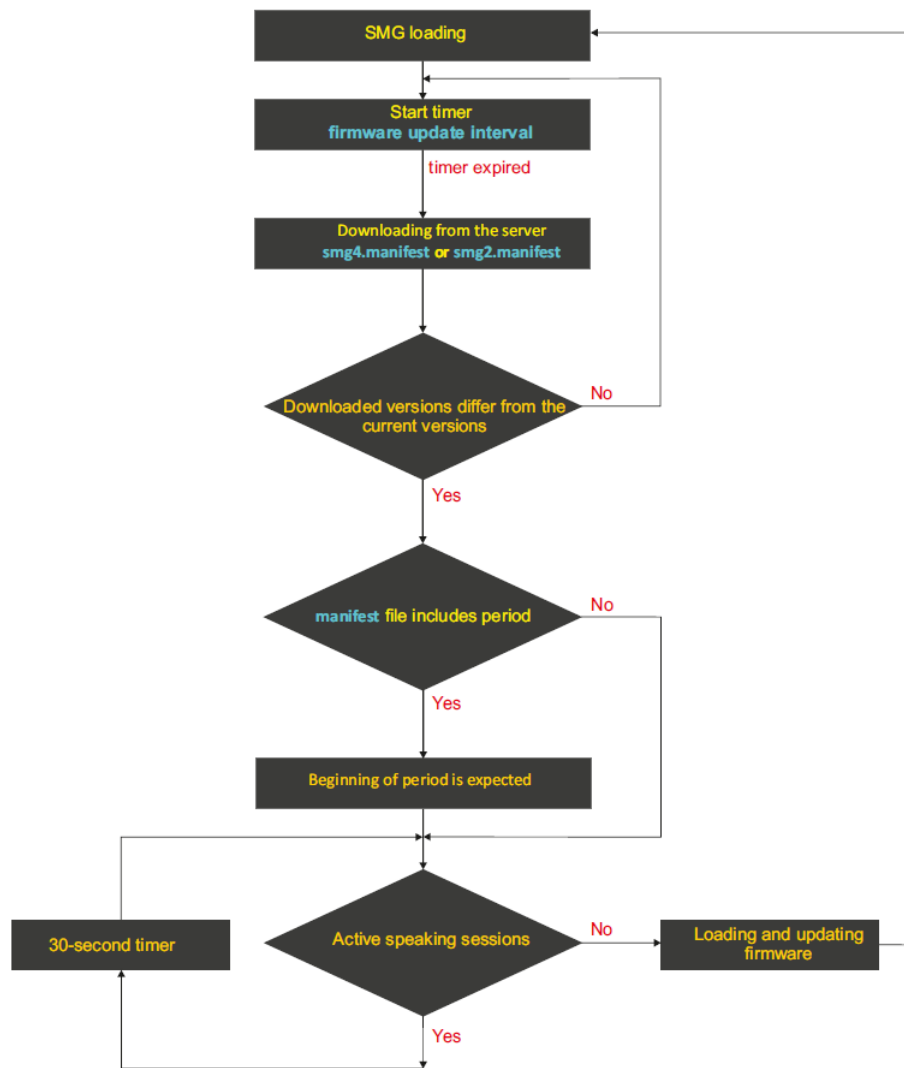 SMG loading
Start timer
firmware update interval
timer expired
Downloading from the server
smg4.manifest or smg2.manifest
No
Downloaded versions differ from the
current versions
Yes
No
manifest file includes period
Yes
Beginning of period is expected
30-second timer
Active speaking sessions
No
Loading and updating
firmware
Yes